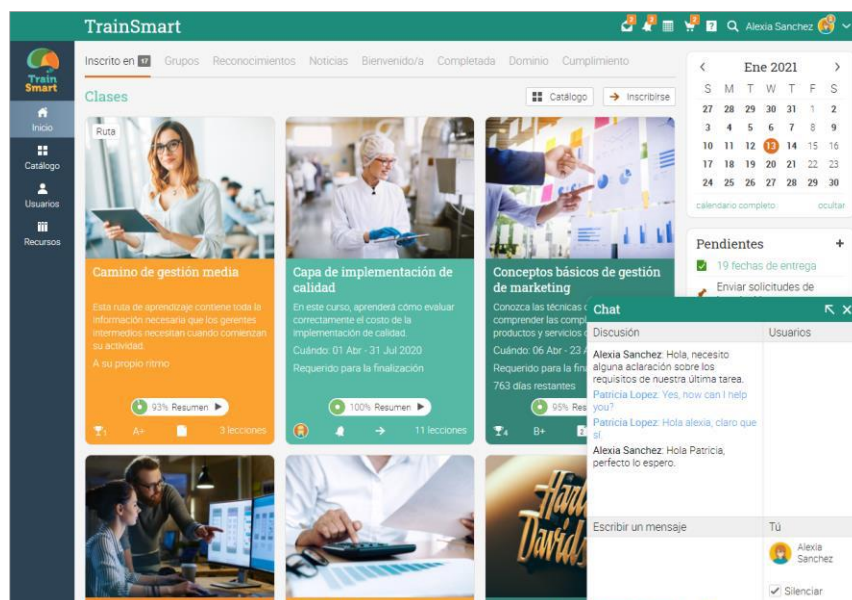 TrainSmart
Alexia Sanchez
Train
Smart
Inicio
Catálogo
Usuarios
Recursos
Inscrito en 17 Grupos Reconocimientos Noticias Bienvenido/a Completada Dominio Cumplimiento
Clases
Catálogo
Inscribirse
Ruta
Camino de gestión media
Esta ruta de aprendizaje contiene toda la
información necesaria que los gerentes
intermedios necesitan cuando comienzan
su actividad.
A su propio ritmo
93% Resumen
1 A+ 3 lecciones
Capa de implementación de
calidad
En este curso, aprenderá cómo evaluar
correctamente el costo de la
implementación de calidad.
Cuándo: 01 Abr - 31 Jul 2020
Requerido para la finalización
100% Resumen
11 lecciones
Conceptos básicos de gestión
de marketing
Conozca las técnicas
comprender las compl
productos y servicios
Cuándo: 06 Abr - 23
Requerido para la fina
763 días restantes
95% Res
4 B+ 2
Harl
David
Ene 2021
S M T W T F S
27 28 29 30 31 1 2
3 4 5 6 7 8 9
10 11 12 13 14 15 16
17 18 19 20 21 22 23
24 25 26 27 28 29 30
calendario completo ocultar
Pendientes +
19 fechas de entrega
Enviar solicitudes de
Chat
Discusión Usuarios
Alexia Sanchez: Hola, necesito
alguna aclaración sobre los
requisitos de nuestra última tarea.
Patricia Lopez: Yes, how can I help
you?
Patricia Lopez: Hola alexia, claro que
sí
Alexia Sanchez: Hola Patricia,
perfecto lo espero.
Escribir un mensaje Tú
Alexia
Sanchez
Silenciar